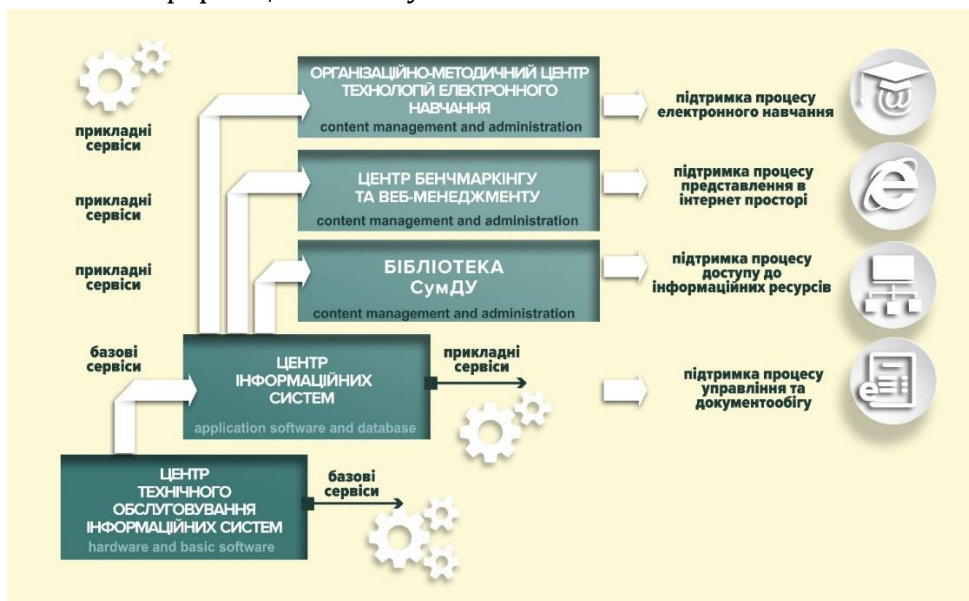 ОРГАНІЗАЦІЙНО-МЕТОДИЧНИЙ ЦЕНТР
ТЕХНОЛОГІЙ ЕЛЕКТРОННОГО
НАВЧАННЯ
content management and administration
прикладні
сервіси
підтримка процесу
електронного навчання
@
ЦЕНТР БЕНЧМАРКІНГУ
ТА ВЕБ-МЕНЕДЖМЕНТУ
content management and administration
прикладні
сервіси
підтримка процесу
представлення в
інтернет просторі
e
БІБЛІОТЕКА
СумДУ
content management and administration
прикладні
сервіси
підтримка процесу
доступу до
інформаційних ресурсів
базові
сервіси
ЦЕНТР
ІНФОРМАЦІЙНИХ
СИСТЕМ
application software and database
прикладні
сервіси
підтримка процесу
управління та
документообігу
e
ЦЕНТР
ТЕХНІЧНОГО
ОБСЛУГОВУВАННЯ
ІНФОРМАЦІЙНИХ СИСТЕМ
hardware and basic software
базові
сервіси